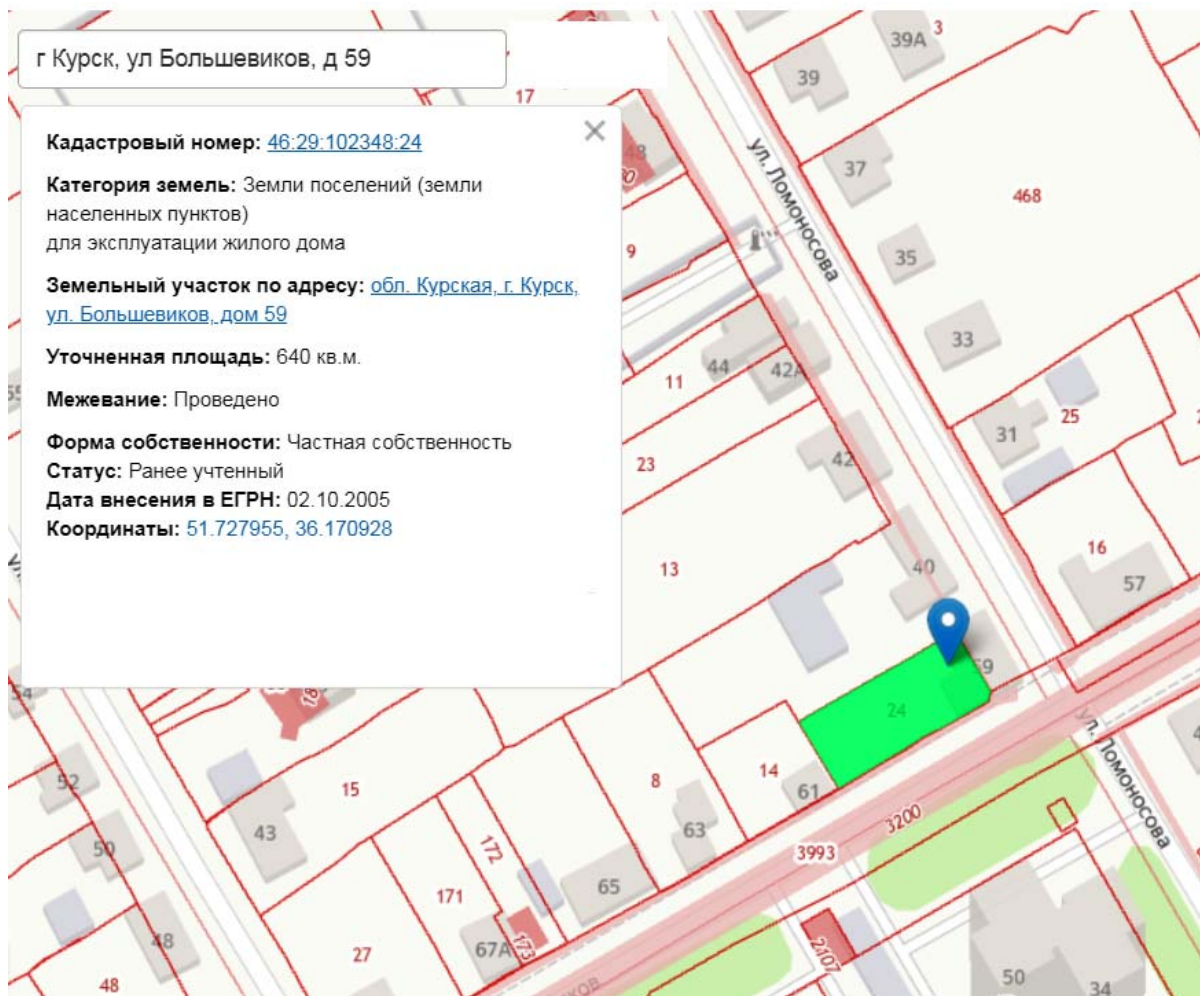 г Курск, ул Большевиков, д 59
Кадастровый номер: 46:29:102348:24
Категория земель: Земли поселений (земли
населенных пунктов)
для эксплуатации жилого дома
Земельный участок по адресу: обл. Курская, г. Курск,
ул. Большевиков, дом 59
Уточненная площадь: 640 кв.м.
Межевание: Проведено
Форма собственности: Частная собственность
Статус: Ранее учтенный
Дата внесения в ЕГРН: 02.10.2005
Координаты: 51.727955, 36.170928
3
39А
39
17
48
ул. Ломоносова
37
468
9
35
33
44
42А
11
25
31
23
42
16
13
40
57
59
24
14
61
8
15
63
43
52
50
172
3200
3993
ул. Ломоносова
65
171
67А
173
27
48
2107
48
50
34
54